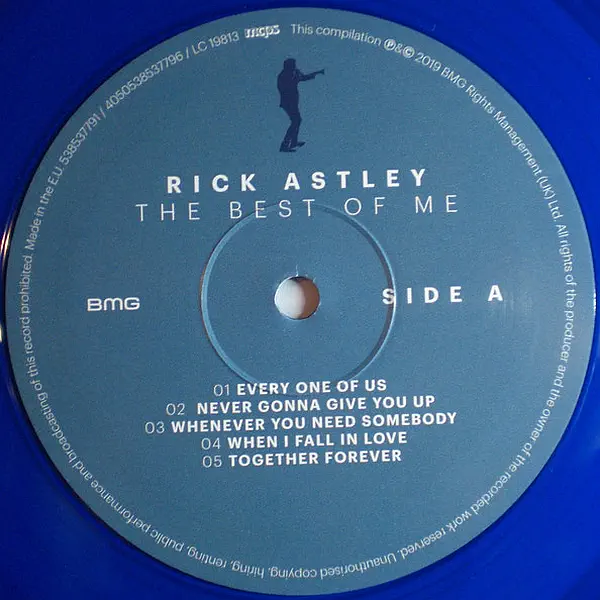 Unauthorised copying, hiring, renting, public performance and broadcasting of this record prohibited. Made in the E.U. 538537791 / 4050538537796 / LC 19813 mcps This compilation ℗&© 2019 BMG Rights Management (UK) Ltd. All rights of the producer and the owner of the recorded work reserved.
RICK ASTLEY
THE BEST OF ME
BMG
SIDE A
01 EVERY ONE OF US
02 NEVER GONNA GIVE YOU UP
03 WHENEVER YOU NEED SOMEBODY
04 WHEN I FALL IN LOVE
05 TOGETHER FOREVER